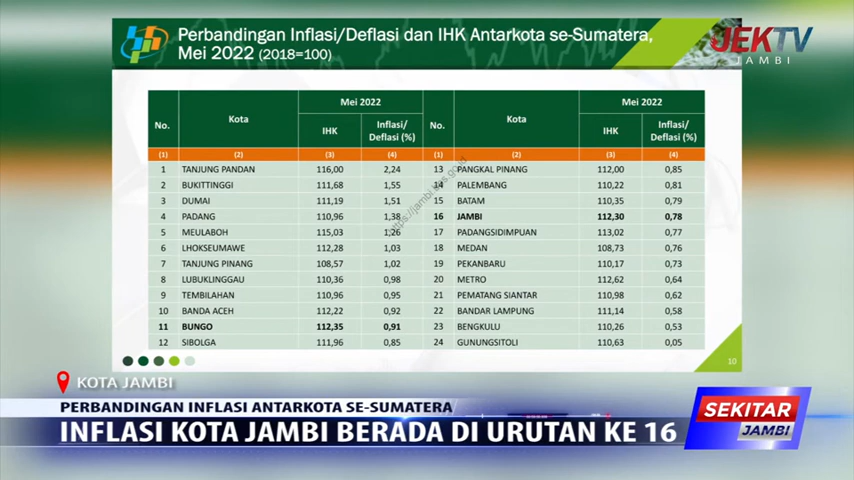 Perbandingan Inflasi/Deflasi dan IHK Antarkota se-Sumatera,
Mei 2022 (2018=100)
JEKTV
JAMBI
No. Kota Mei 2022 No. Kota Mei 2022
IHK Inflasi/Deflasi (%) IHK Inflasi/Deflasi (%)
(1) (2) (3) (4) (1) (2) (3) (4)
1 TANJUNG PANDAN 116,00 2,24 13 PANGKAL PINANG 112,00 0,85
2 BUKITTINGGI 111,68 1,55 14 PALEMBANG 110,22 0,81
3 DUMAI 111,19 1,51 15 BATAM 110,35 0,79
4 PADANG 110,96 1,38 16 JAMBI 112,30 0,78
5 MEULABOH 115,03 1,26 17 PADANGSIDIMPUAN 113,02 0,77
6 LHOKSEUMAWE 112,28 1,03 18 MEDAN 108,73 0,76
7 TANJUNG PINANG 108,57 1,02 19 PEKANBARU 110,17 0,73
8 LUBUKLINGGAU 110,36 0,98 20 METRO 112,62 0,64
9 TEMBILAHAN 110,96 0,95 21 PEMATANG SIANTAR 110,98 0,62
10 BANDA ACEH 112,22 0,92 22 BANDAR LAMPUNG 111,14 0,58
11 BUNGO 112,35 0,91 23 BENGKULU 110,26 0,53
12 SIBOLGA 111,96 0,85 24 GUNUNGSITOLI 110,63 0,05
10
KOTA JAMBI
PERBANDINGAN INFLASI ANTARKOTA SE-SUMATERA
INFLASI KOTA JAMBI BERADA DI URUTAN KE 16
SEKITAR
JAMBI